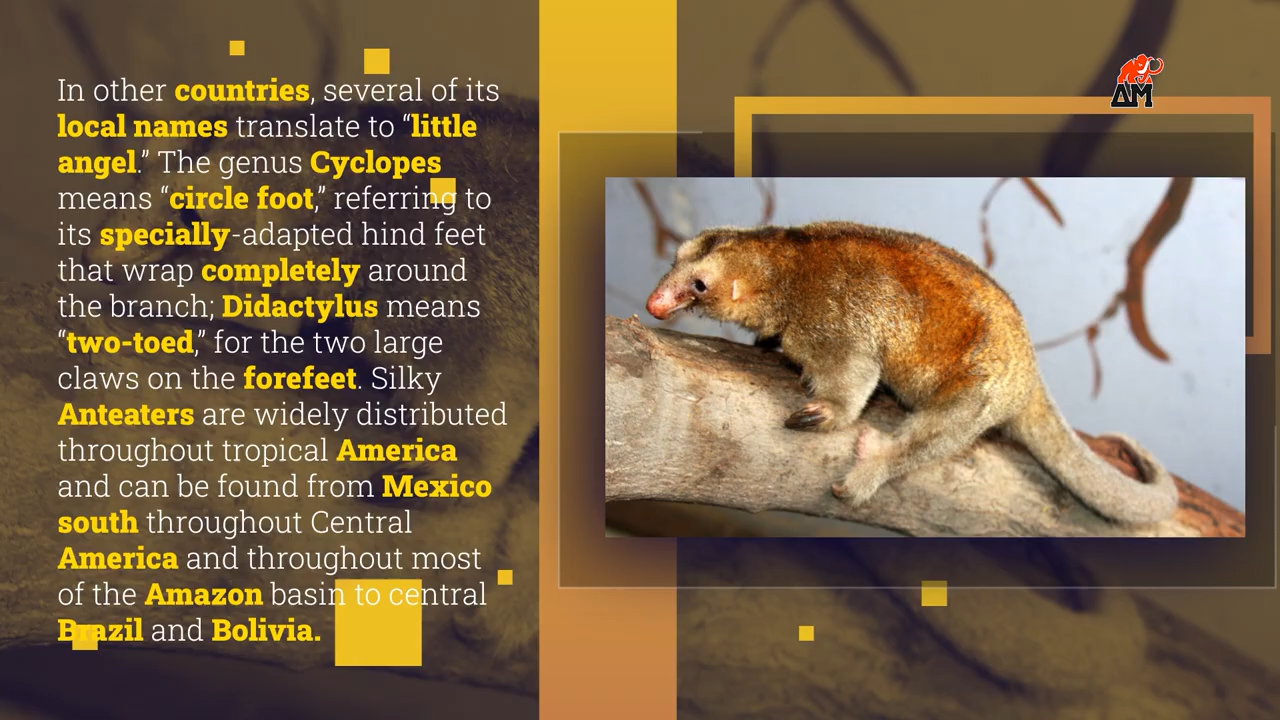 In other countries, several of its
local names translate to “little
angel.” The genus Cyclopes
means “circle foot,” referring to
its specially-adapted hind feet
that wrap completely around
the branch; Didactylus means
“two-toed,” for the two large
claws on the forefeet. Silky
Anteaters are widely distributed
throughout tropical America
and can be found from Mexico
south throughout Central
America and throughout most
of the Amazon basin to central
Brazil and Bolivia.
ΔM